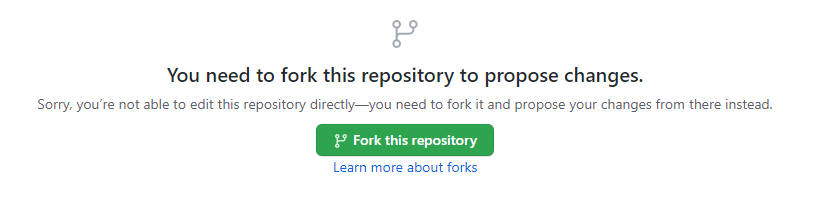 You need to fork this repository to propose changes.
Sorry, you’re not able to edit this repository directly—you need to fork it and propose your changes from there instead.
Fork this repository
Learn more about forks